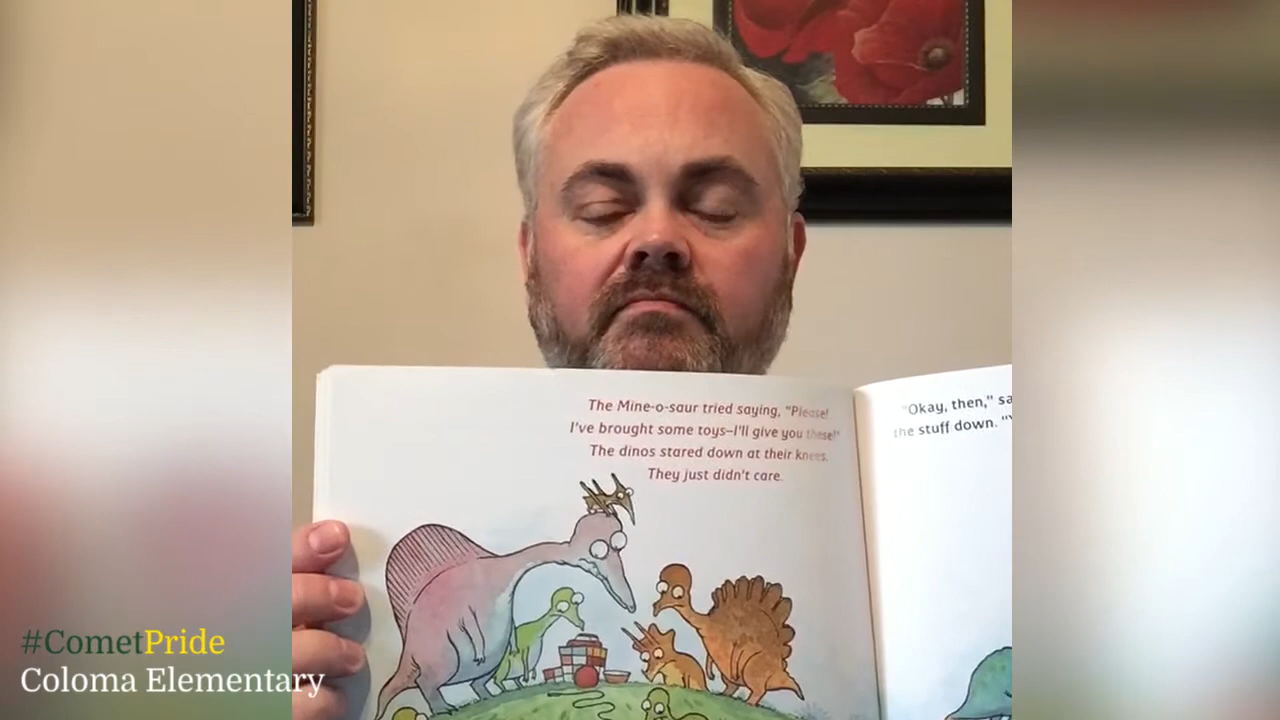 The Mine-o-saur tried saying, "Please!
I've brought some toys–I'll give you these!"
The dinos stared down at their knees.
They just didn't care.
"Okay, then," sa
the stuff down. "Y
#CometPride
Coloma Elementary